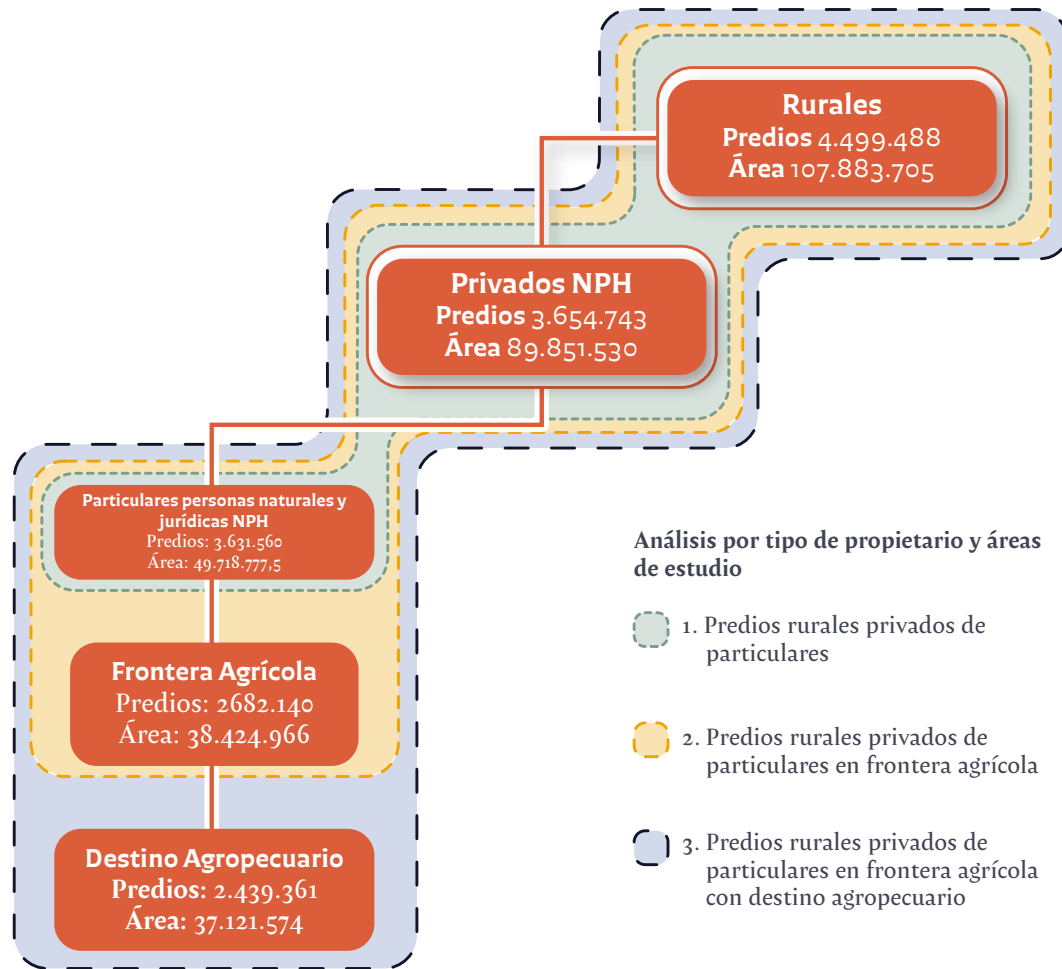 Rurales
Predios 4.499.488
Área 107.883.705
Privados NPH
Predios 3.654.743
Área 89.851.530
Particulares personas naturales y
jurídicas NPH
Predios: 3.631.560
Área: 49.718.777,5
Frontera Agrícola
Predios: 2682.140
Área: 38.424.966
Destino Agropecuario
Predios: 2.439.361
Área: 37.121.574
Análisis por tipo de propietario y áreas
de estudio
1. Predios rurales privados de
particulares
2. Predios rurales privados de
particulares en frontera agrícola
3. Predios rurales privados de
particulares en frontera agrícola
con destino agropecuario